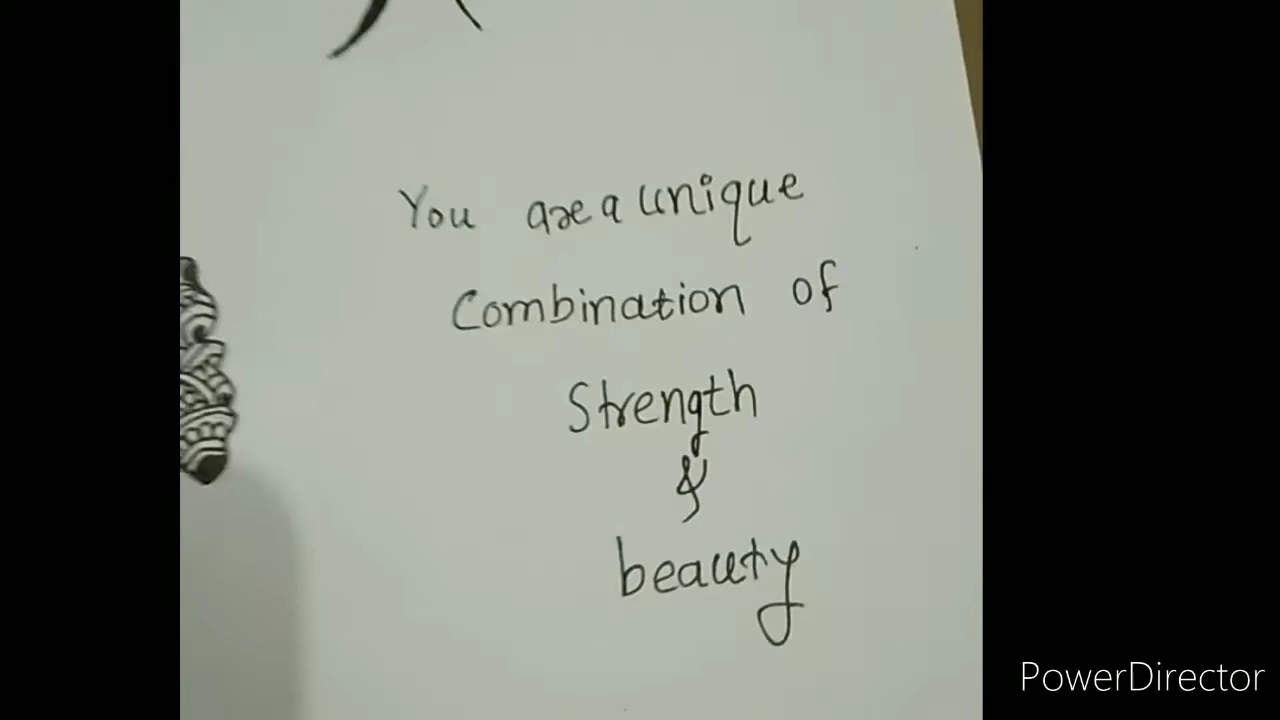 You are a unique
Combination of
Strength
&
beauty
PowerDirector